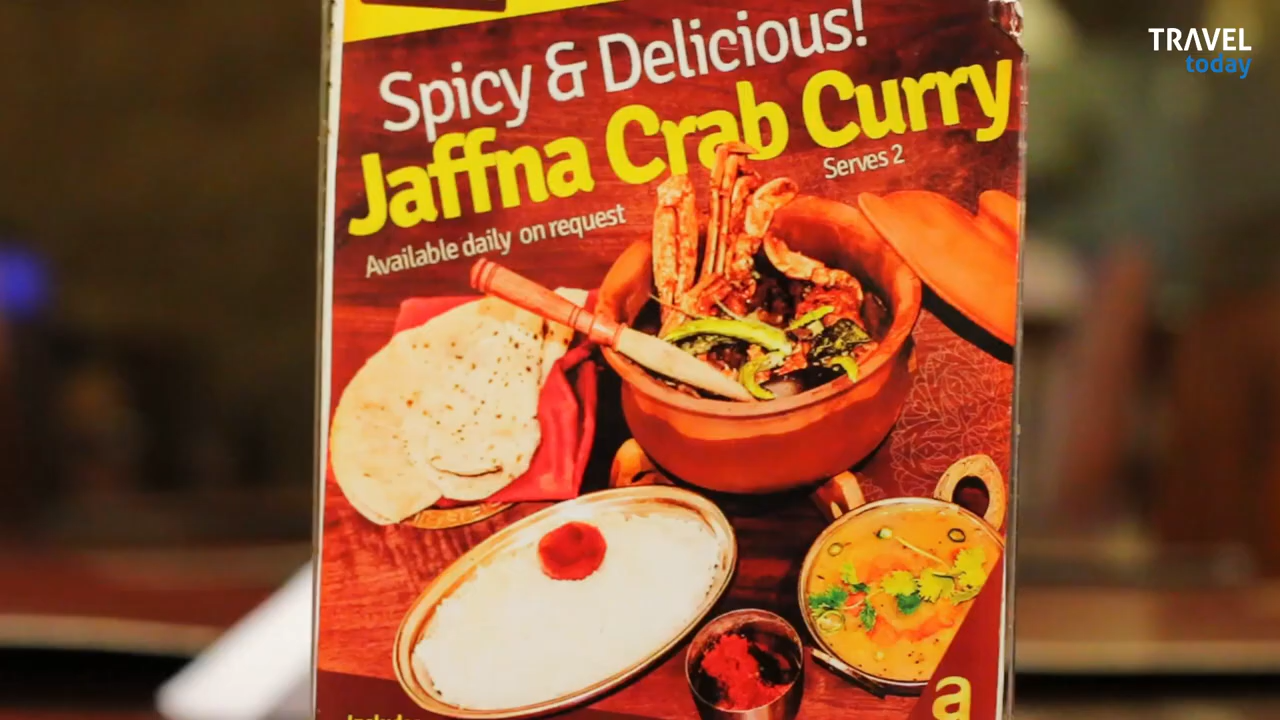 TRAVEL
today
Spicy & Delicious!
Jaffna Crab Curry
Serves 2
Available daily on request
a